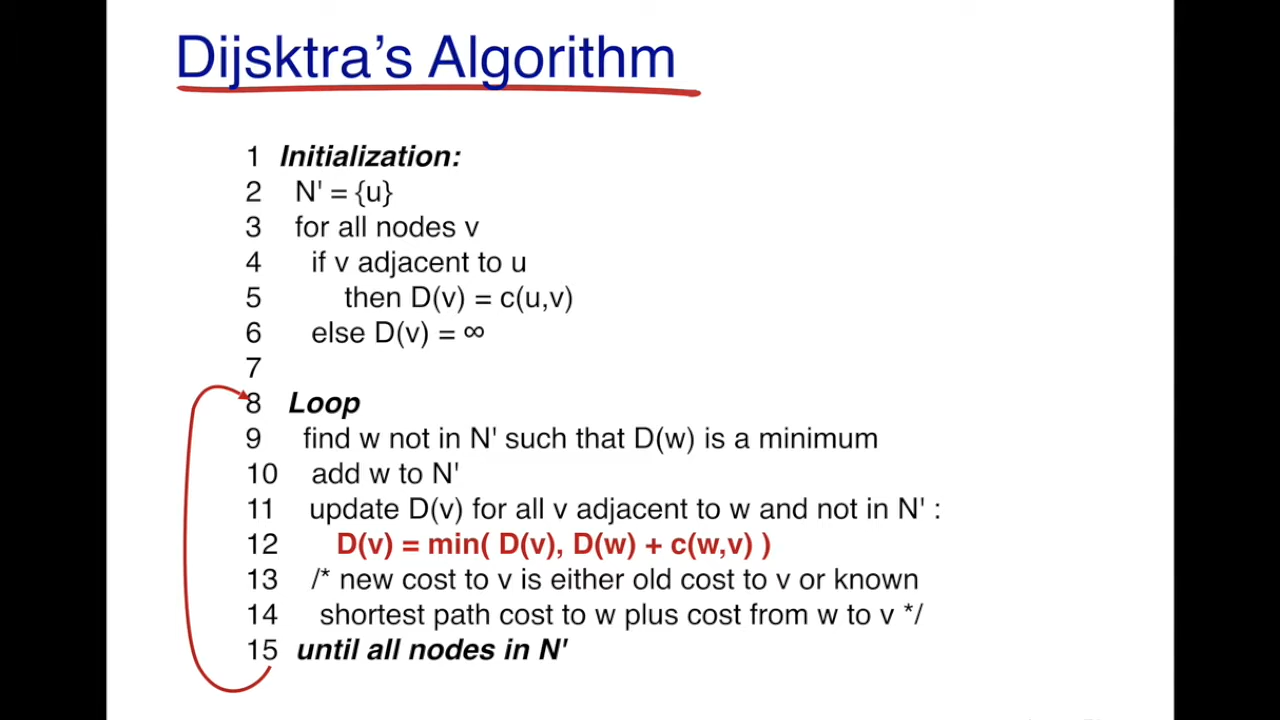 Dijsktra's Algorithm
1 Initialization:
2 N' = {u}
3 for all nodes v
4 if v adjacent to u
5 then D(v) = c(u,v)
6 else D(v) = ∞
7
8 Loop
9 find w not in N' such that D(w) is a minimum
10 add w to N'
11 update D(v) for all v adjacent to w and not in N' :
12 D(v) = min( D(v), D(w) + c(w,v) )
13 /* new cost to v is either old cost to v or known
14 shortest path cost to w plus cost from w to v */
15 until all nodes in N'